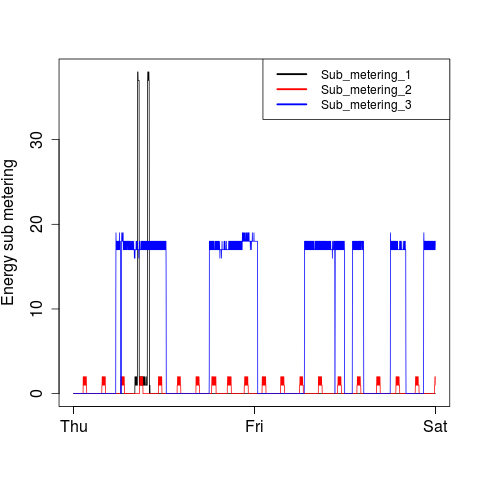 Sub_metering_1
Sub_metering_2
Sub_metering_3
Energy sub metering
30
20
10
0
Thu Fri Sat